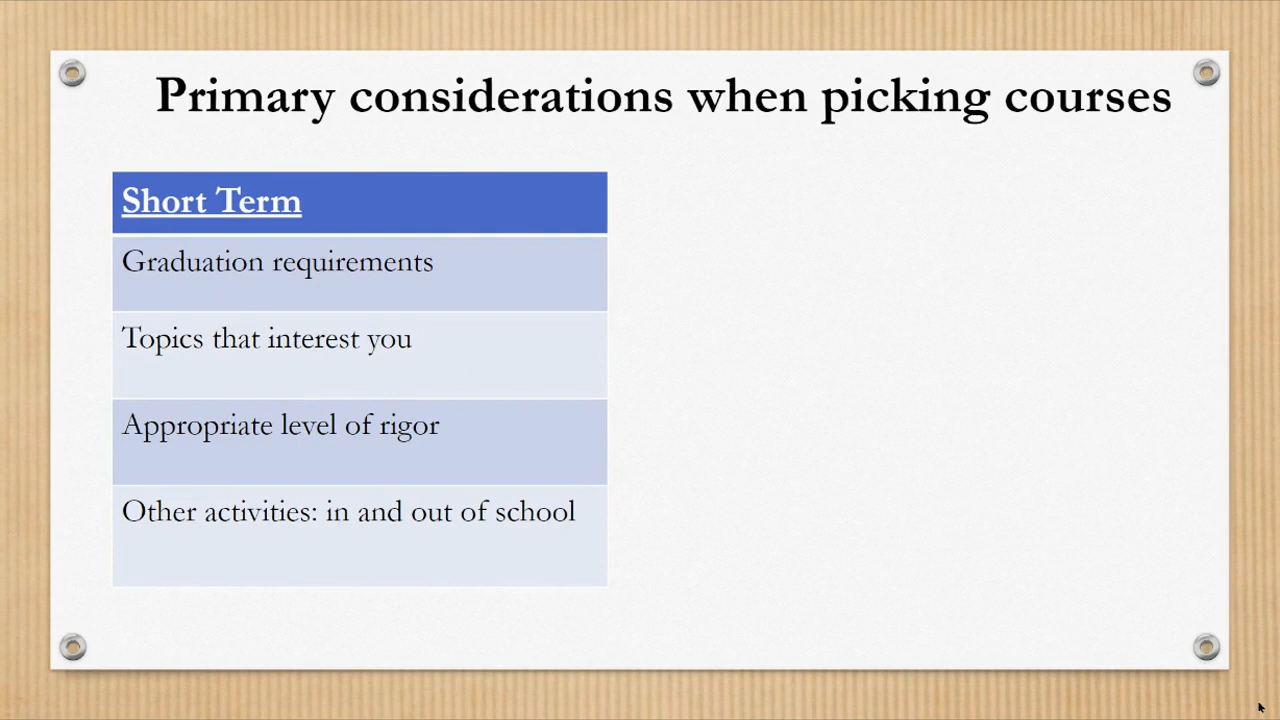 Primary considerations when picking courses
Short Term
Graduation requirements
Topics that interest you
Appropriate level of rigor
Other activities: in and out of school